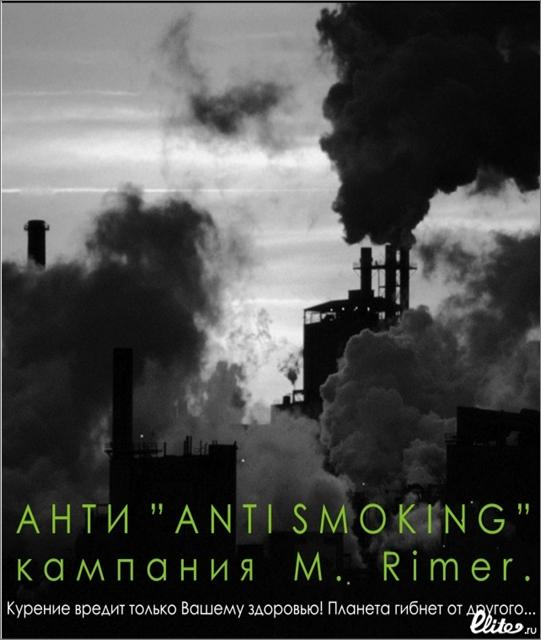 АНТИ "ANTI SMOKING"
кампания М. Rimer.
Курение вредит только Вашему здоровью! Планета гибнет от другого...
Elite.ru